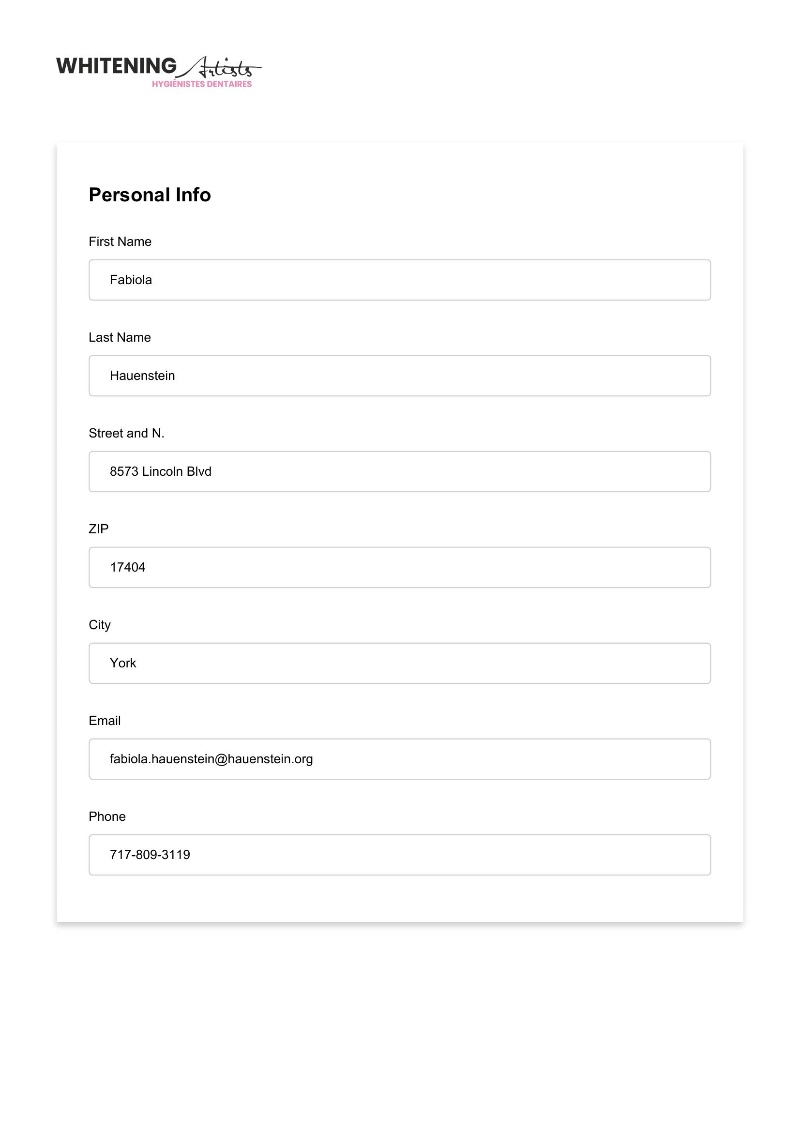 WHITENING Artists
HYGIÉNISTES DENTAIRES
Personal Info
First Name
Fabiola
Last Name
Hauenstein
Street and N.
8573 Lincoln Blvd
ZIP
17404
City
York
Email
fabiola.hauenstein@hauenstein.org
Phone
717-809-3119